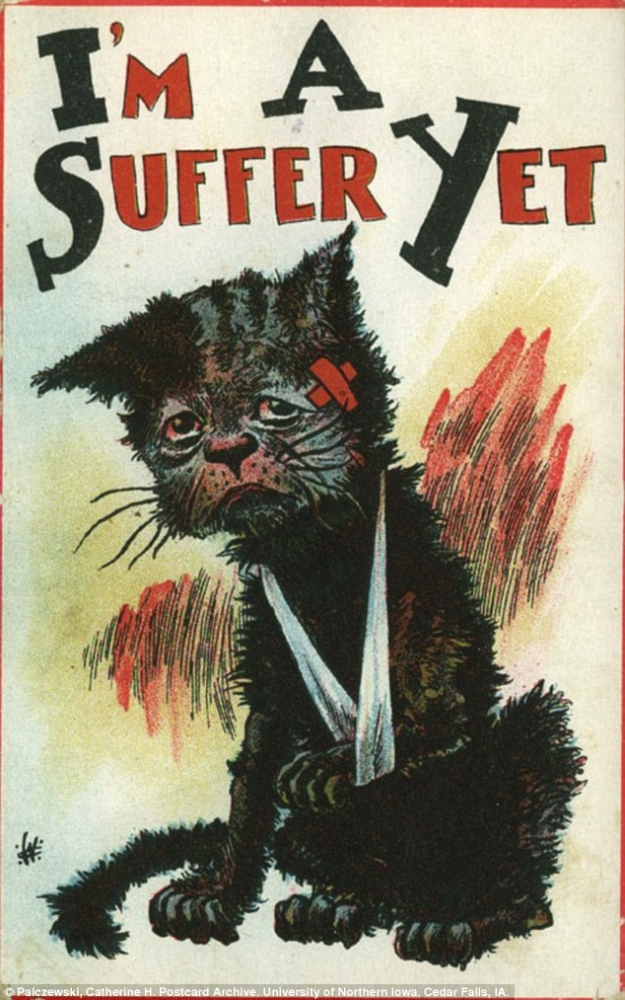 I'M A
SUFFER YET
© Palczewski, Catherine H. Postcard Archive. University of Northern Iowa. Cedar Falls, IA.